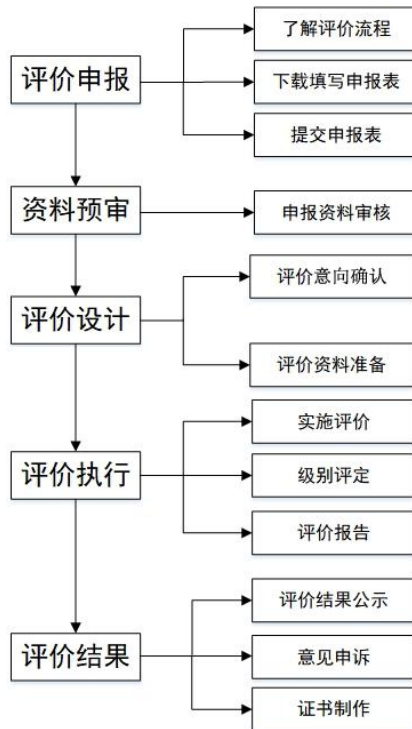 评价申报
了解评价流程
下载填写申报表
提交申报表
资料预审
申报资料审核
评价设计
评价意向确认
评价资料准备
评价执行
实施评价
级别评定
评价报告
评价结果
评价结果公示
意见申诉
证书制作